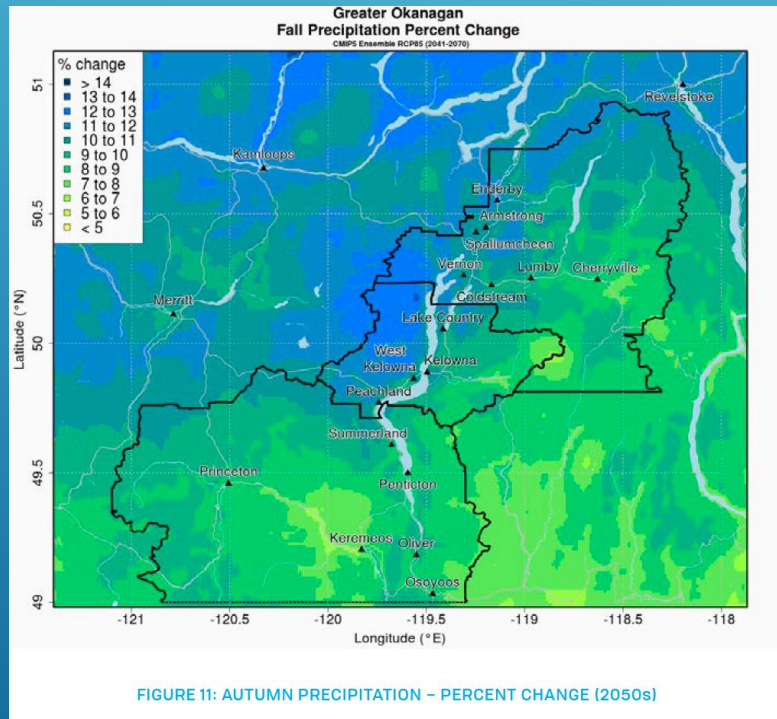 Greater Okanagan
Fall Precipitation Percent Change
CMIP5 Ensemble RCP85 (2041-2070)
% change
> 14
13 to 14
12 to 13
11 to 12
10 to 11
9 to 10
8 to 9
7 to 8
6 to 7
5 to 6
< 5
51
50.5
50
49.5
49
Latitude (°N)
Revelstoke
Kamloops
Enderby
Armstrong
Spallumcheen
Vernon
Lumby
Cherryville
Coldstream
Merritt
Lake Country
West
Kelowna
Kelowna
Peachland
Summerland
Princeton
Penticton
Keremeos
Oliver
Osoyoos
-121
-120.5
-120
-119.5
-119
-118.5
-118
Longitude (°E)
FIGURE 11: AUTUMN PRECIPITATION – PERCENT CHANGE (2050s)